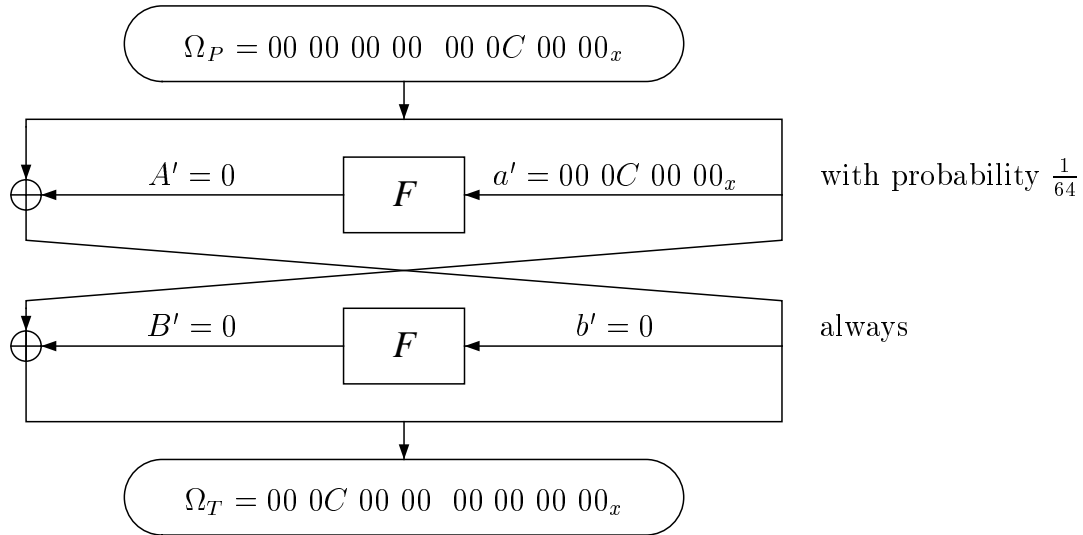 Ω_P = 00 00 00 00 00 0C 00 00_x
A′ = 0
F
a′ = 00 0C 00 00_x
with probability 1/64
B′ = 0
F
b′ = 0
always
Ω_T = 00 0C 00 00 00 00 00 00_x